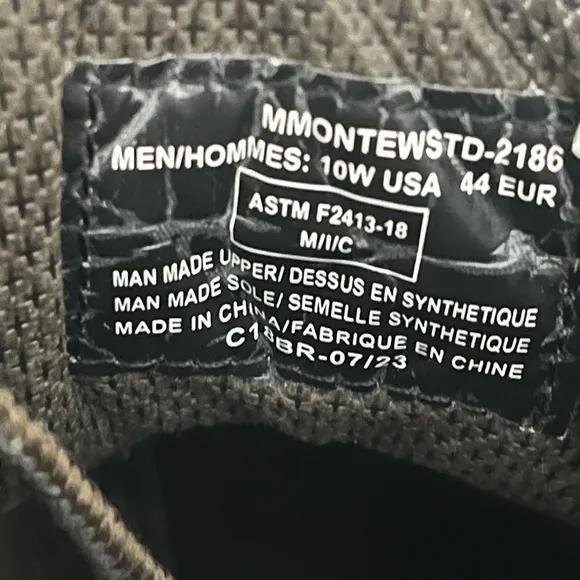 MMONTEWSTD-2186
MEN/HOMMES: 10W USA 44 EUR
ASTM F2413-18
M/I/C
MAN MADE UPPER/ DESSUS EN SYNTHETIQUE
MAN MADE SOLE/ SEMELLE SYNTHETIQUE
MADE IN CHINA/FABRIQUE EN CHINE